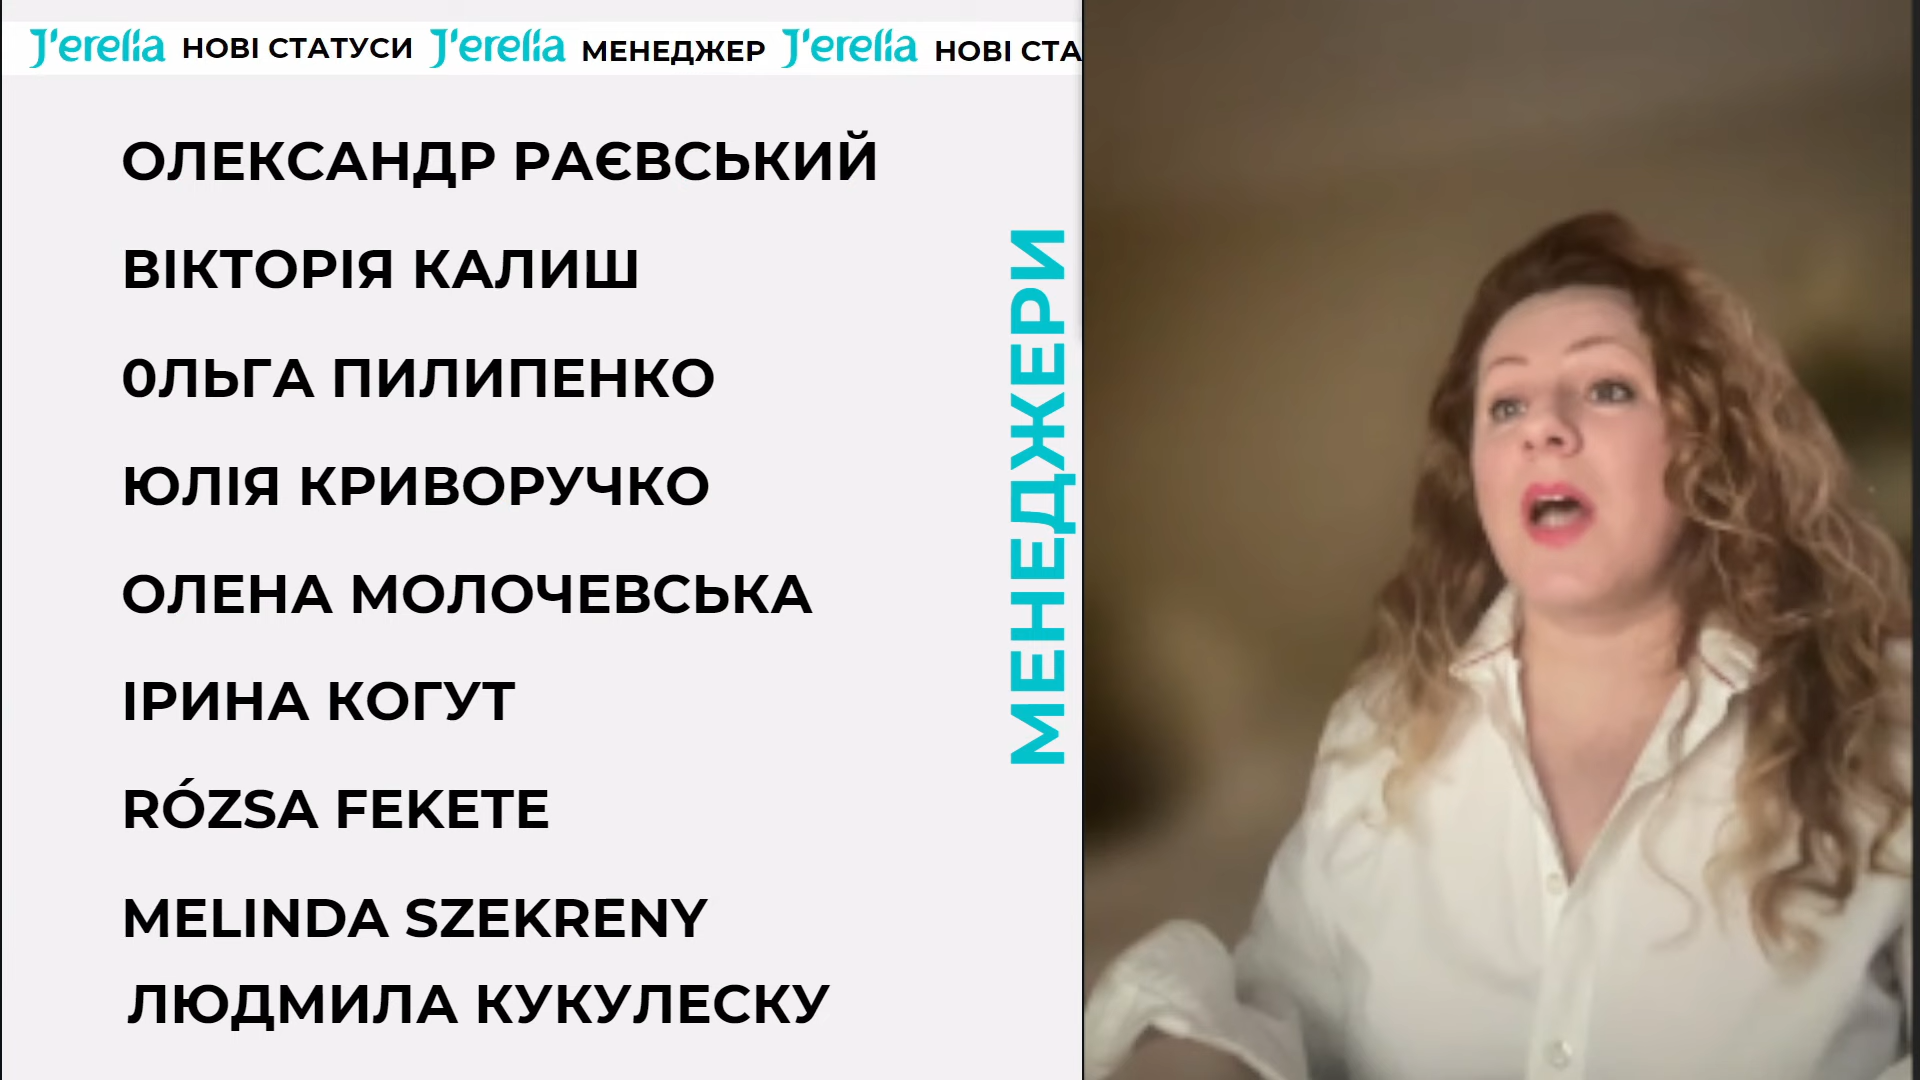 J'erelia НОВІ СТАТУСИ J'erelia МЕНЕДЖЕР J'erelia НОВІ СТА
ОЛЕКСАНДР РАЄВСЬКИЙ
ВІКТОРІЯ КАЛИШ
0ЛЬГА ПИЛИПЕНКО
ЮЛІЯ КРИВОРУЧКО
ОЛЕНА МОЛОЧЕВСЬКА
ІРИНА КОГУТ
RÓZSA FEKETE
MELINDA SZEKRENY
ЛЮДМИЛА КУКУЛЕСКУ
МЕНЕДЖЕРИ